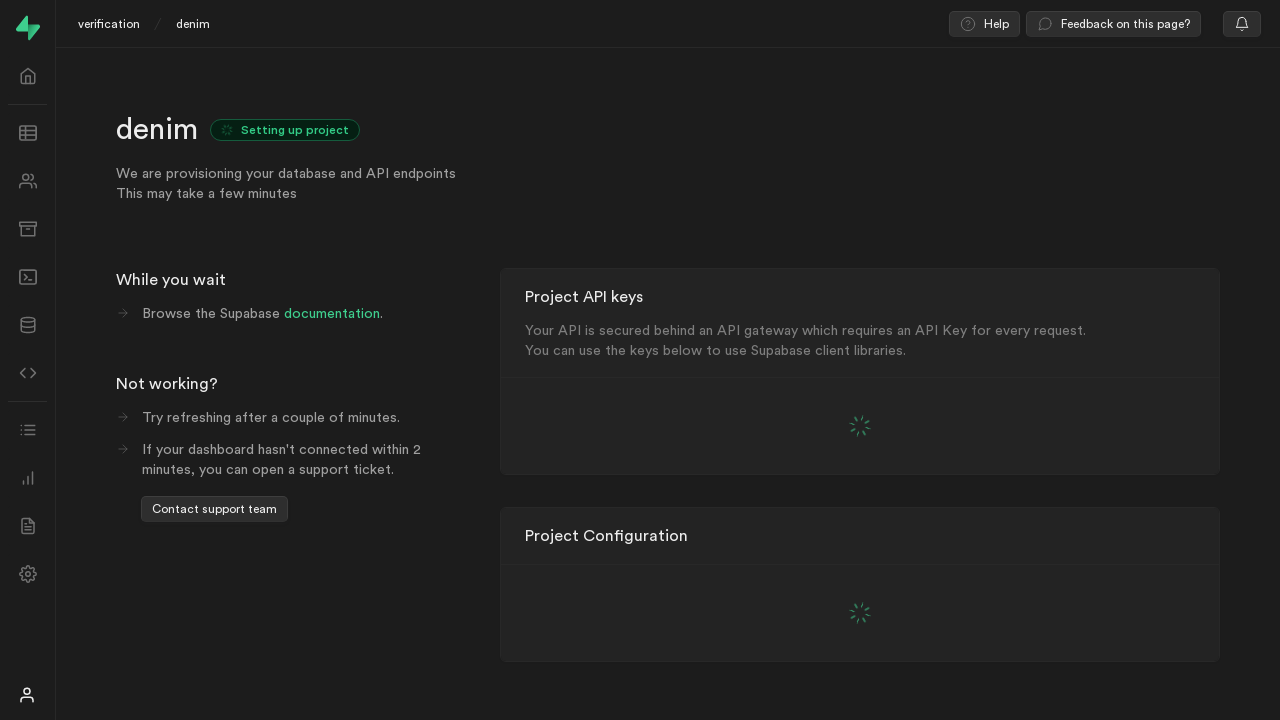 verification / denim
Help
Feedback on this page?
denim
Setting up project
We are provisioning your database and API endpoints
This may take a few minutes
While you wait
Browse the Supabase documentation.
Not working?
Try refreshing after a couple of minutes.
If your dashboard hasn't connected within 2
minutes, you can open a support ticket.
Contact support team
Project API keys
Your API is secured behind an API gateway which requires an API Key for every request.
You can use the keys below to use Supabase client libraries.
Project Configuration